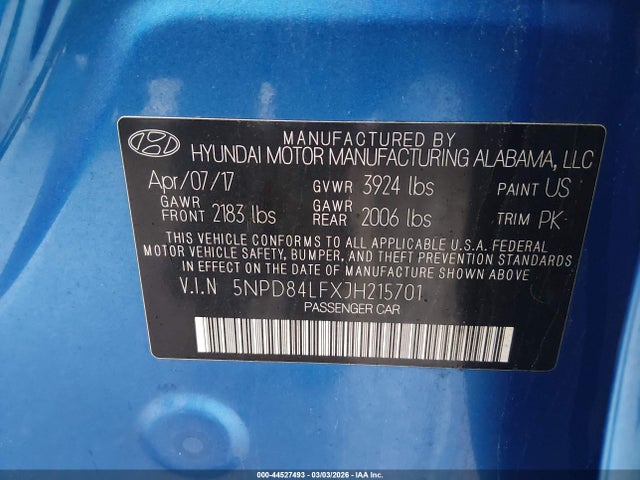 MANUFACTURED BY
HYUNDAI MOTOR MANUFACTURING ALABAMA, LLC
Apr/07/17 GVWR 3924 lbs PAINT US
GAWR FRONT 2183 lbs GAWR REAR 2006 lbs TRIM PK
THIS VEHICLE CONFORMS TO ALL APPLICABLE U.S.A. FEDERAL
MOTOR VEHICLE SAFETY, BUMPER, AND THEFT PREVENTION STANDARDS
IN EFFECT ON THE DATE OF MANUFACTURE SHOWN ABOVE.
V.I.N 5NPD84LFXJH215701
PASSENGER CAR
000-44527493 - 03/03/2026 - IAA Inc.